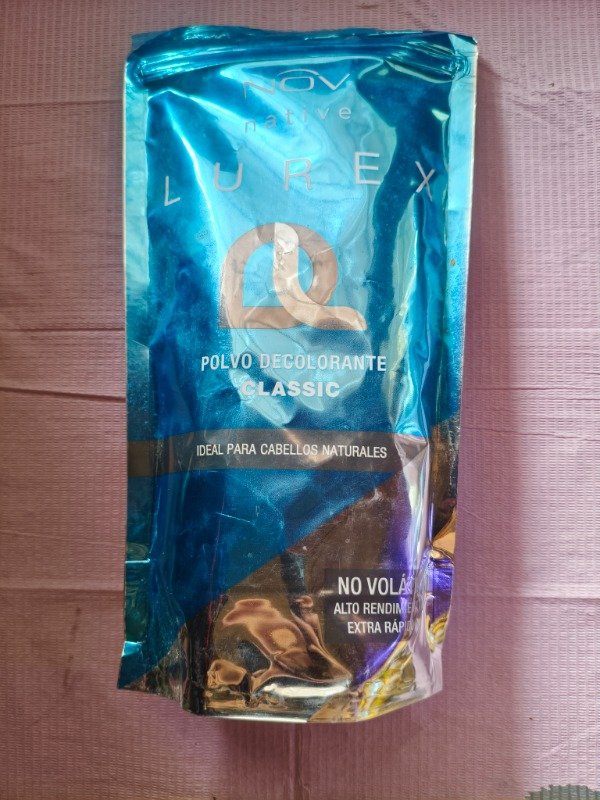 NOV
native
LUREX
POLVO DECOLORANTE
CLASSIC
IDEAL PARA CABELLOS NATURALES
NO
ALTO
EXTRA